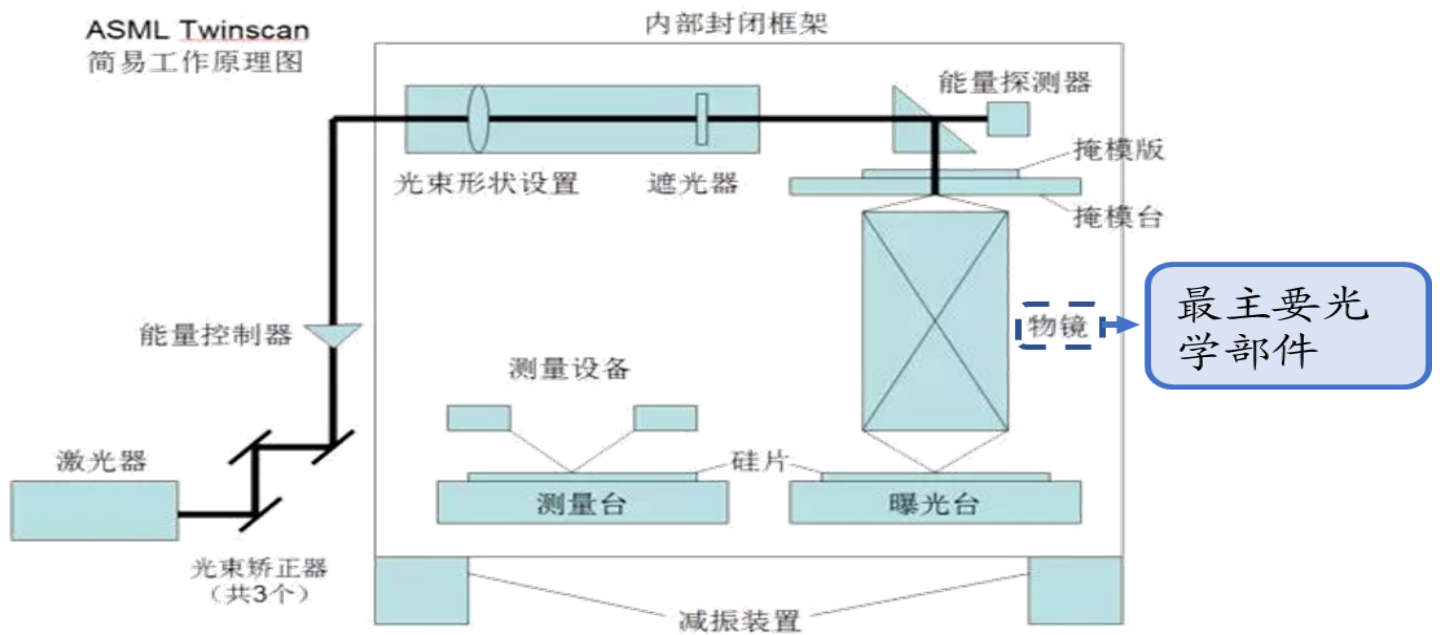 ASML Twinscan
简易工作原理图
内部封闭框架
能量探测器
掩模版
光束形状设置
遮光器
掩模台
物镜
最主要光
学部件
能量控制器
测量设备
激光器
硅片
测量台
曝光台
光束矫正器
（共3个）
减振装置